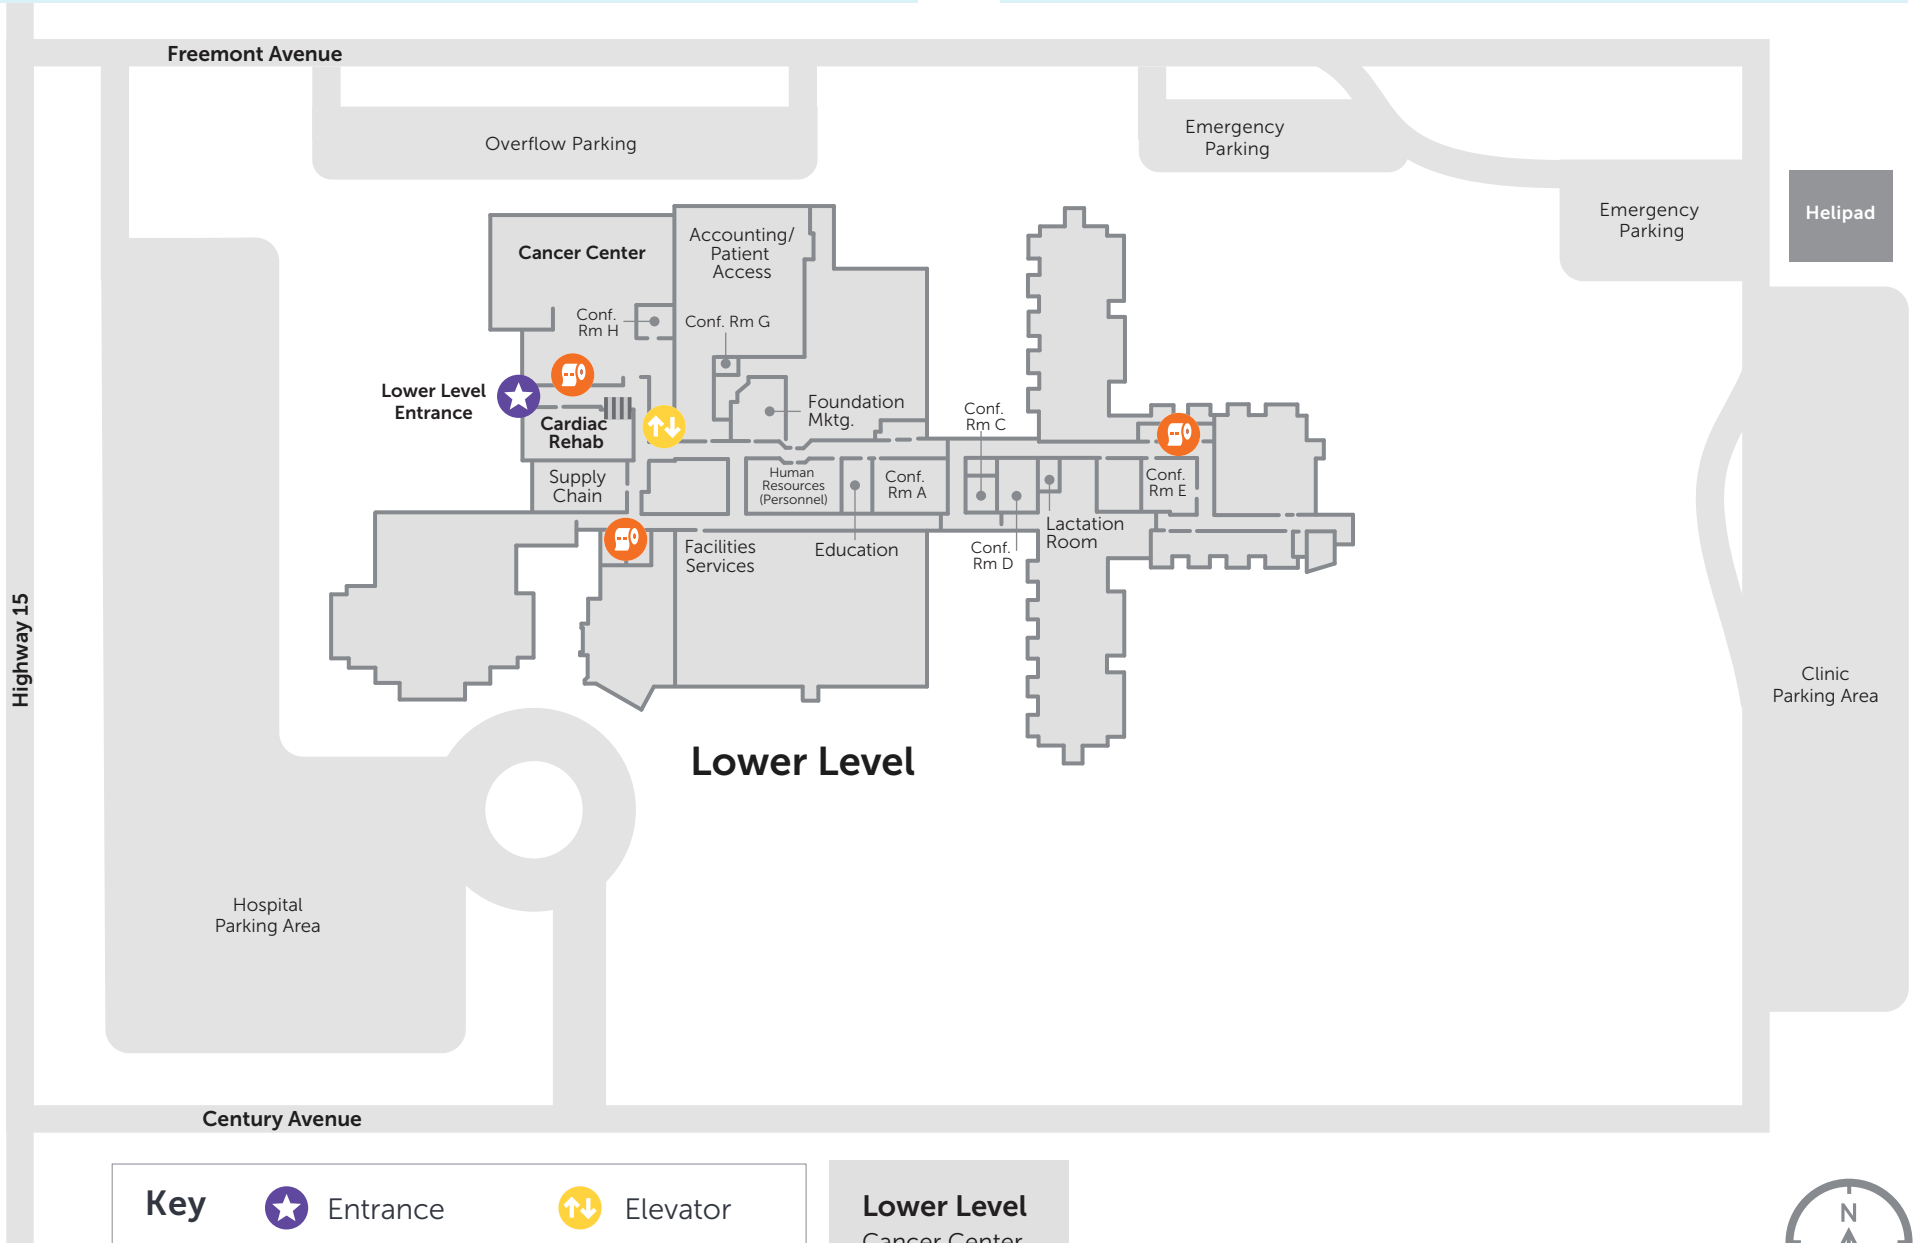 Freemont Avenue
Overflow Parking
Emergency
Parking
Emergency
Parking
Helipad
Cancer Center
Accounting/
Patient
Access
Conf.
Rm H
Conf. Rm G
Lower Level
Entrance
Foundation
Mktg.
Cardiac
Rehab
Conf.
Rm C
Supply
Chain
Human
Resources
(Personnel)
Conf.
Rm A
Conf.
Rm E
Lactation
Room
Facilities
Services
Education
Conf.
Rm D
Highway 15
Clinic
Parking Area
Lower Level
Hospital
Parking Area
Century Avenue
Key
Entrance
Elevator
Lower Level
Cancer Center
N